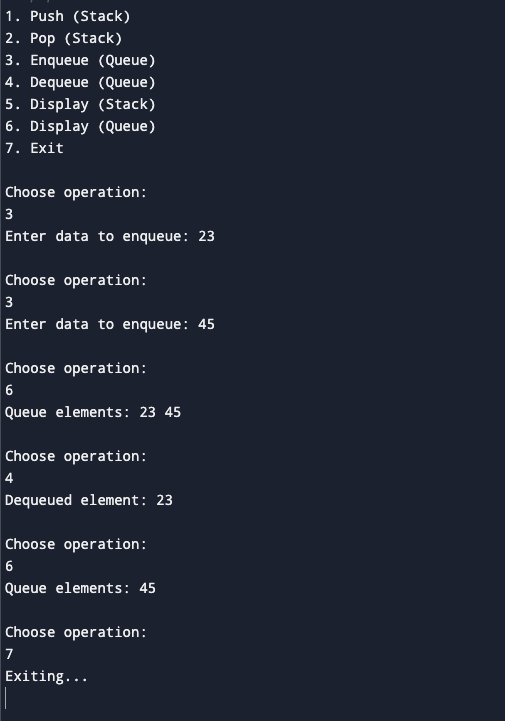 1. Push (Stack)
2. Pop (Stack)
3. Enqueue (Queue)
4. Dequeue (Queue)
5. Display (Stack)
6. Display (Queue)
7. Exit
Choose operation:
3
Enter data to enqueue: 23
Choose operation:
3
Enter data to enqueue: 45
Choose operation:
6
Queue elements: 23 45
Choose operation:
4
Dequeued element: 23
Choose operation:
6
Queue elements: 45
Choose operation:
7
Exiting...